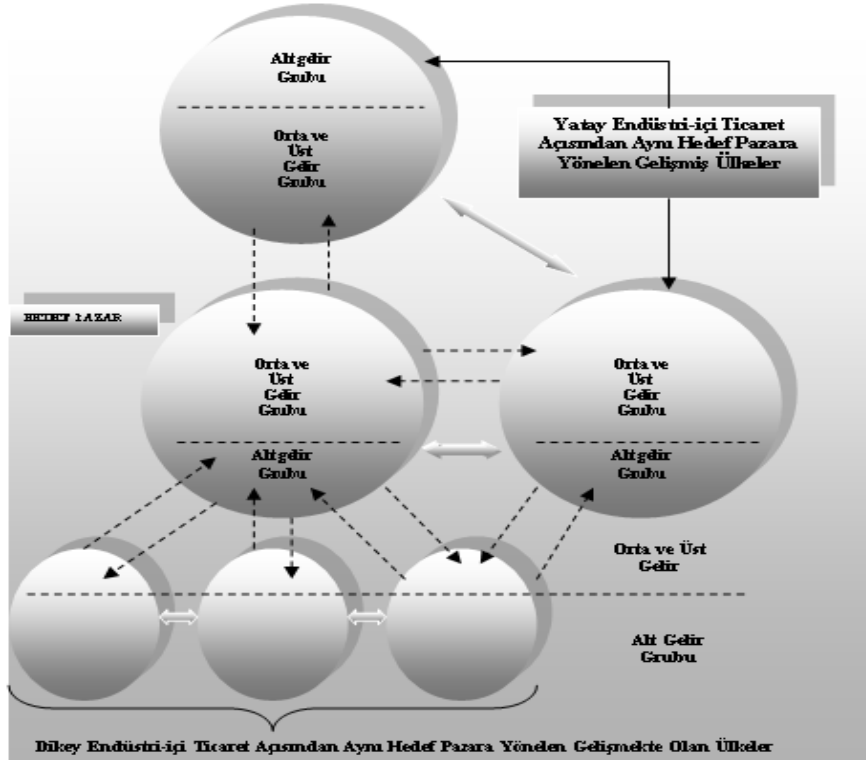 Alt gelir
Grubu
Orta ve
Üst
Gelir
Grubu
Yatay Endüstri-içi Ticaret
Açısından Aynı Hedef Pazara
Yönelen Gelişmiş Ülkeler
HEDEF PAZAR
Orta ve
Üst
Gelir
Grubu
Alt gelir
Grubu
Orta ve
Üst
Gelir
Grubu
Alt gelir
Grubu
Orta ve Üst
Gelir
Alt Gelir
Grubu
Dikey Endüstri-içi Ticaret Açısından Aynı Hedef Pazara Yönelen Gelişmekte Olan Ülkeler